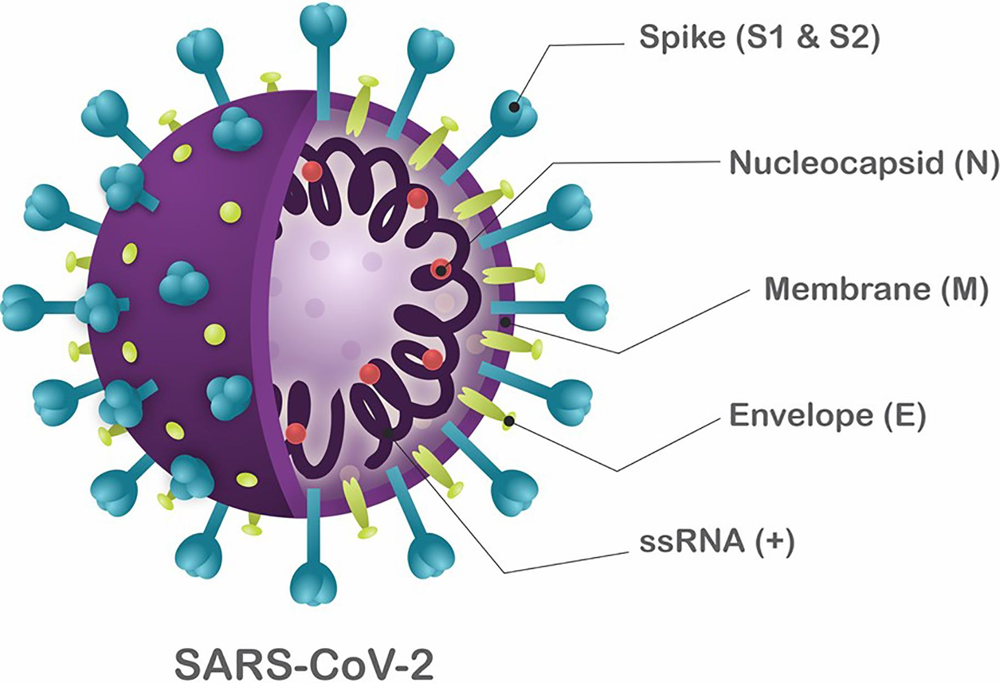 Spike (S1 & S2)
Nucleocapsid (N)
Membrane (M)
Envelope (E)
ssRNA (+)
SARS-CoV-2